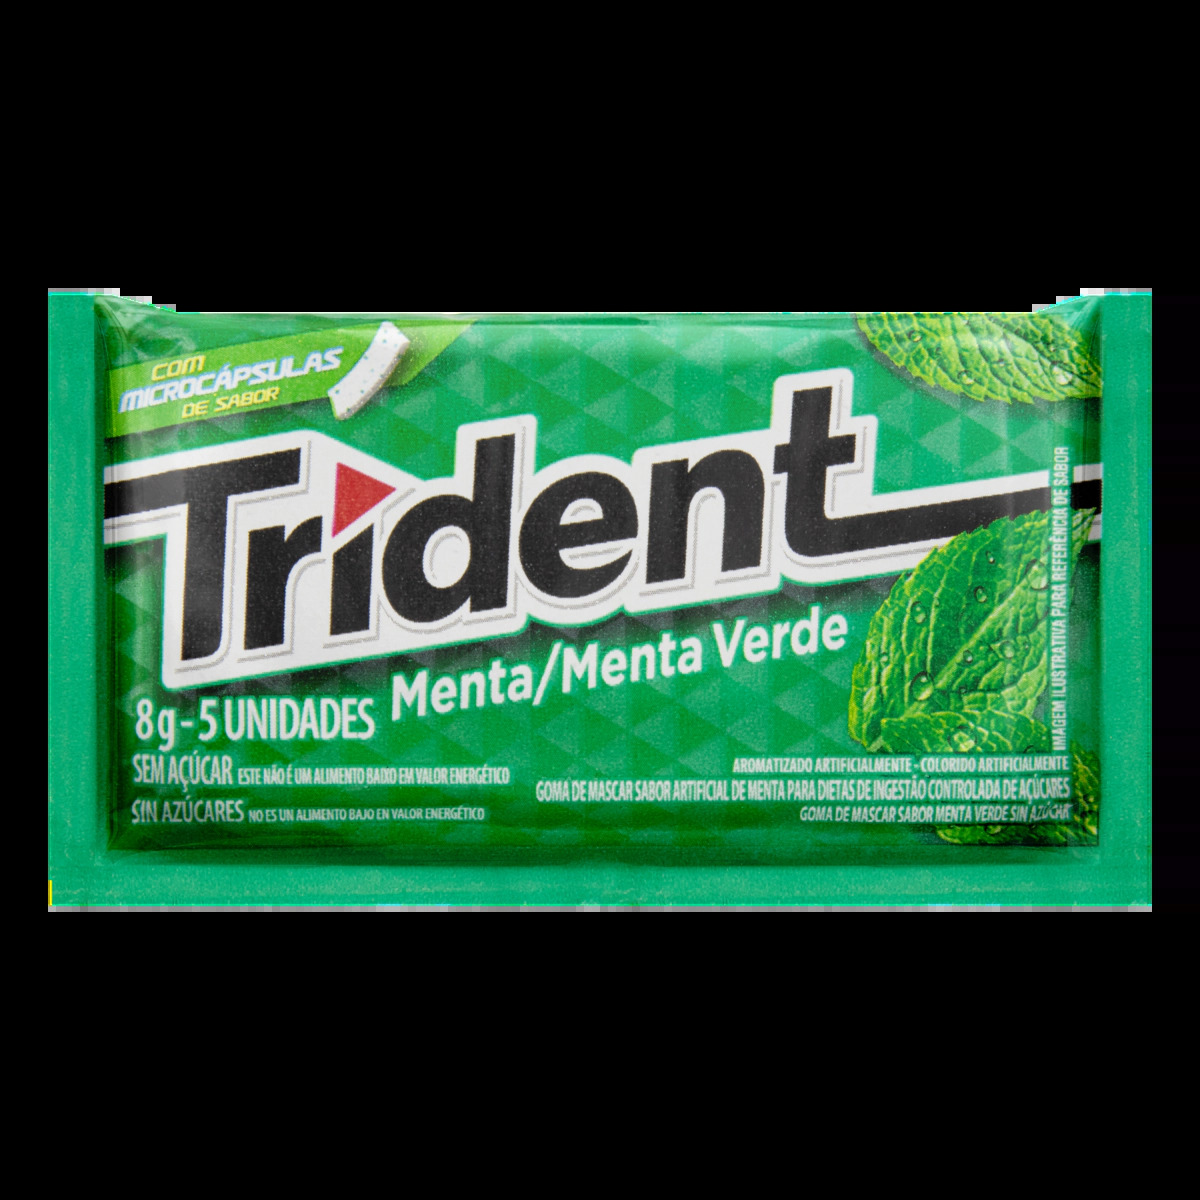 COM
MICROCÁPSULAS
DE SABOR
Trident
Menta/Menta Verde
8g-5 UNIDADES
SEM AÇÚCAR ESTE NÃO É UM ALIMENTO BAIXO EM VALOR ENERGÉTICO
SIN AZÚCARES NO ES UN ALIMENTO BAJO EN VALOR ENERGÉTICO
AROMATIZADO ARTIFICIALMENTE - COLORIDO ARTIFICIALMENTE
GOMA DE MASCAR SABOR ARTIFICIAL DE MENTA PARA DIETAS DE INGESTÃO CONTROLADA DE AÇÚCARES
GOMA DE MASCAR SABOR MENTA VERDE SIN AZÚCAR
IMAGEM ILUSTRATIVA PARA REFERÊNCIA DE SABOR